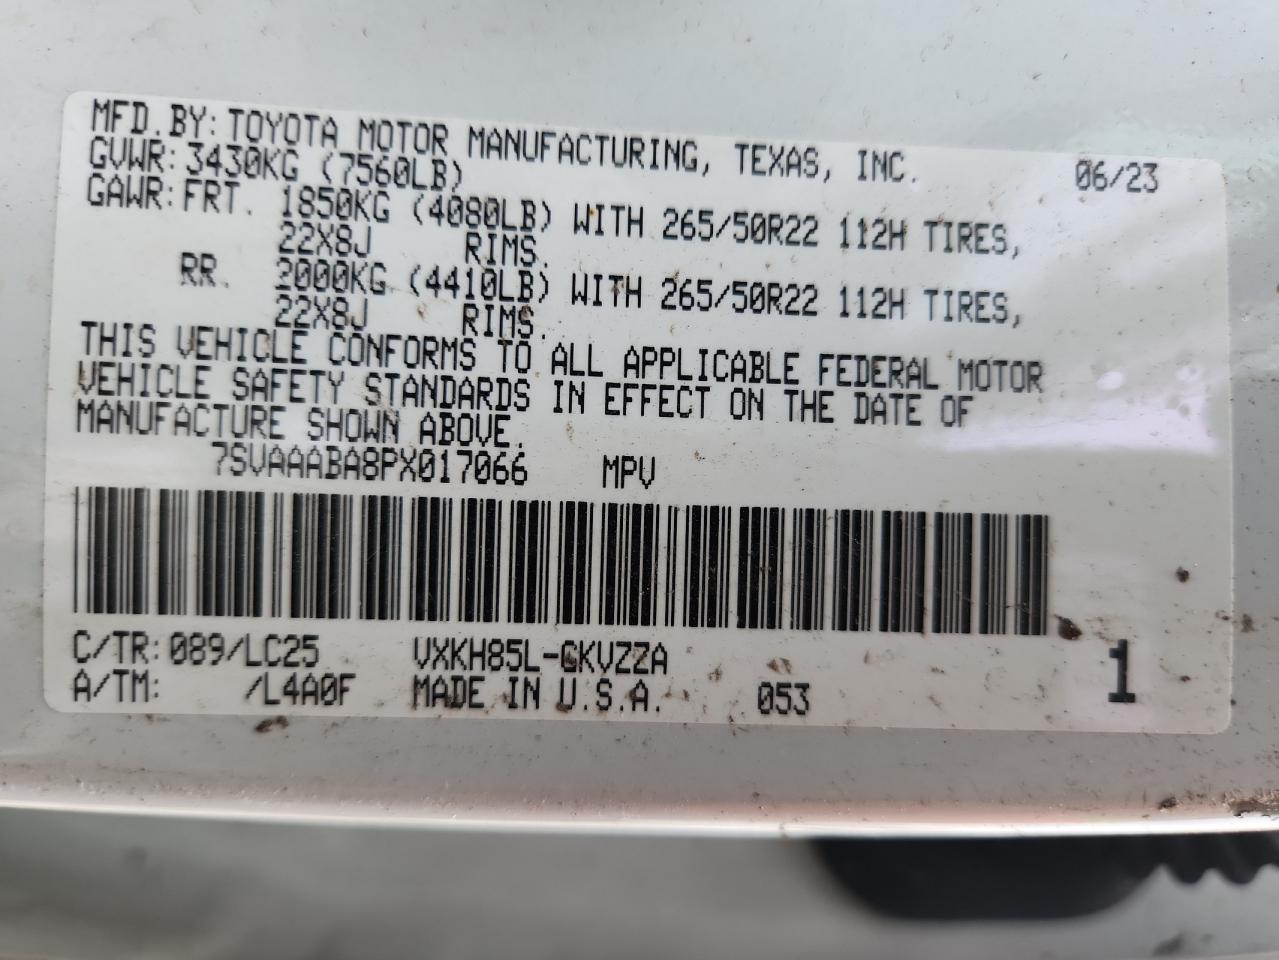 MFD.BY: TOYOTA MOTOR MANUFACTURING, TEXAS, INC. 06/23
GVWR: 3430KG (7560LB)
GAWR: FRT. 1850KG (4080LB) WITH 265/50R22 112H TIRES,
22X8J RIMS.
RR. 2000KG (4410LB) WITH 265/50R22 112H TIRES,
22X8J RIMS.
THIS VEHICLE CONFORMS TO ALL APPLICABLE FEDERAL MOTOR
VEHICLE SAFETY STANDARDS IN EFFECT ON THE DATE OF
MANUFACTURE SHOWN ABOVE.
7SVAAABA8PX017066 MPV
C/TR: 089/LC25 VXKH85L-GKVZZA
A/TM: /L4A0F MADE IN U.S.A. 053 1